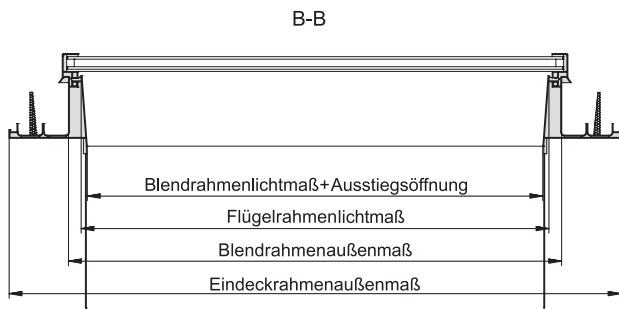 B-B
Blendrahmenlichtmaß+Ausstiegsöffnung
Flügelrahmenlichtmaß
Blendrahmenaußenmaß
Eindeckrahmenaußenmaß